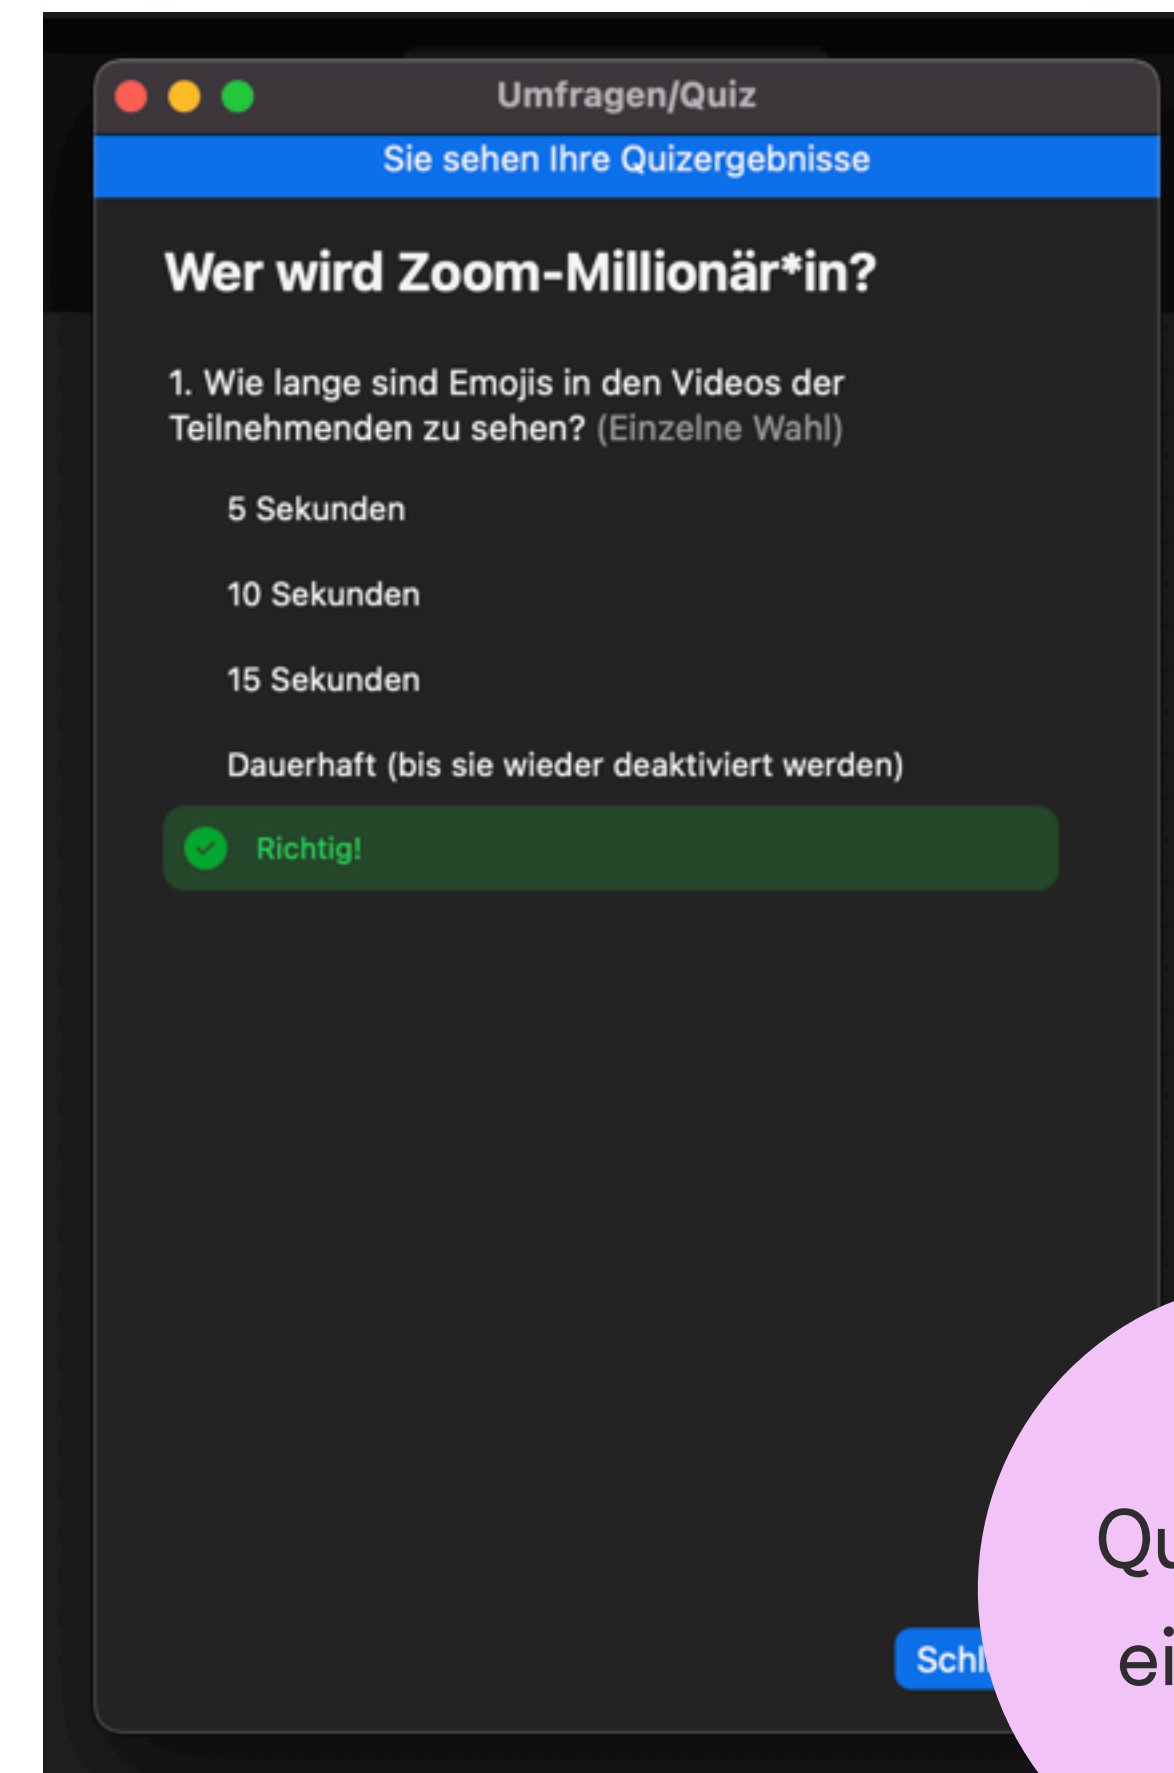 Umfragen/Quiz
Sie sehen Ihre Quizergebnisse
Wer wird Zoom-Millionär*in?
1. Wie lange sind Emojis in den Videos der
Teilnehmenden zu sehen? (Einzelne Wahl)
5 Sekunden
10 Sekunden
15 Sekunden
Dauerhaft (bis sie wieder deaktiviert werden)
Richtig!